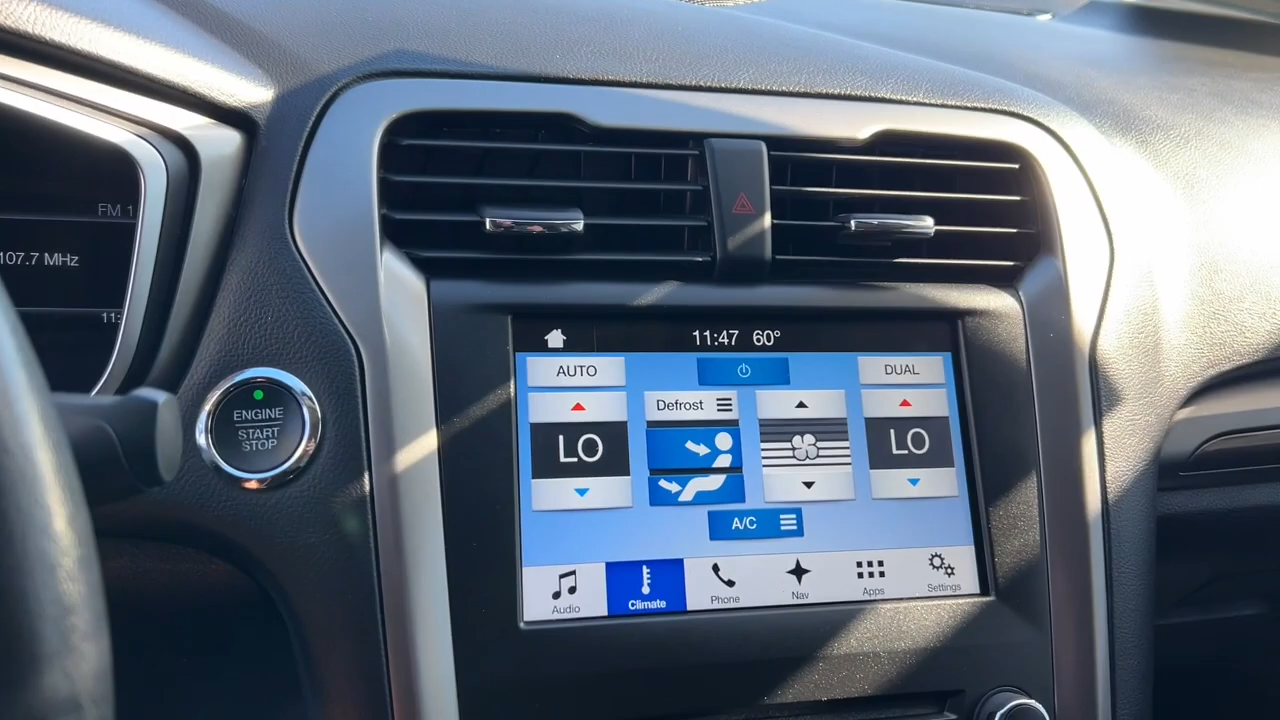 FM 1
107.7 MHz
11:
ENGINE
START
STOP
11:47 60°
AUTO
DUAL
Defrost
LO
LO
A/C
Audio
Climate
Phone
Nav
Apps
Settings